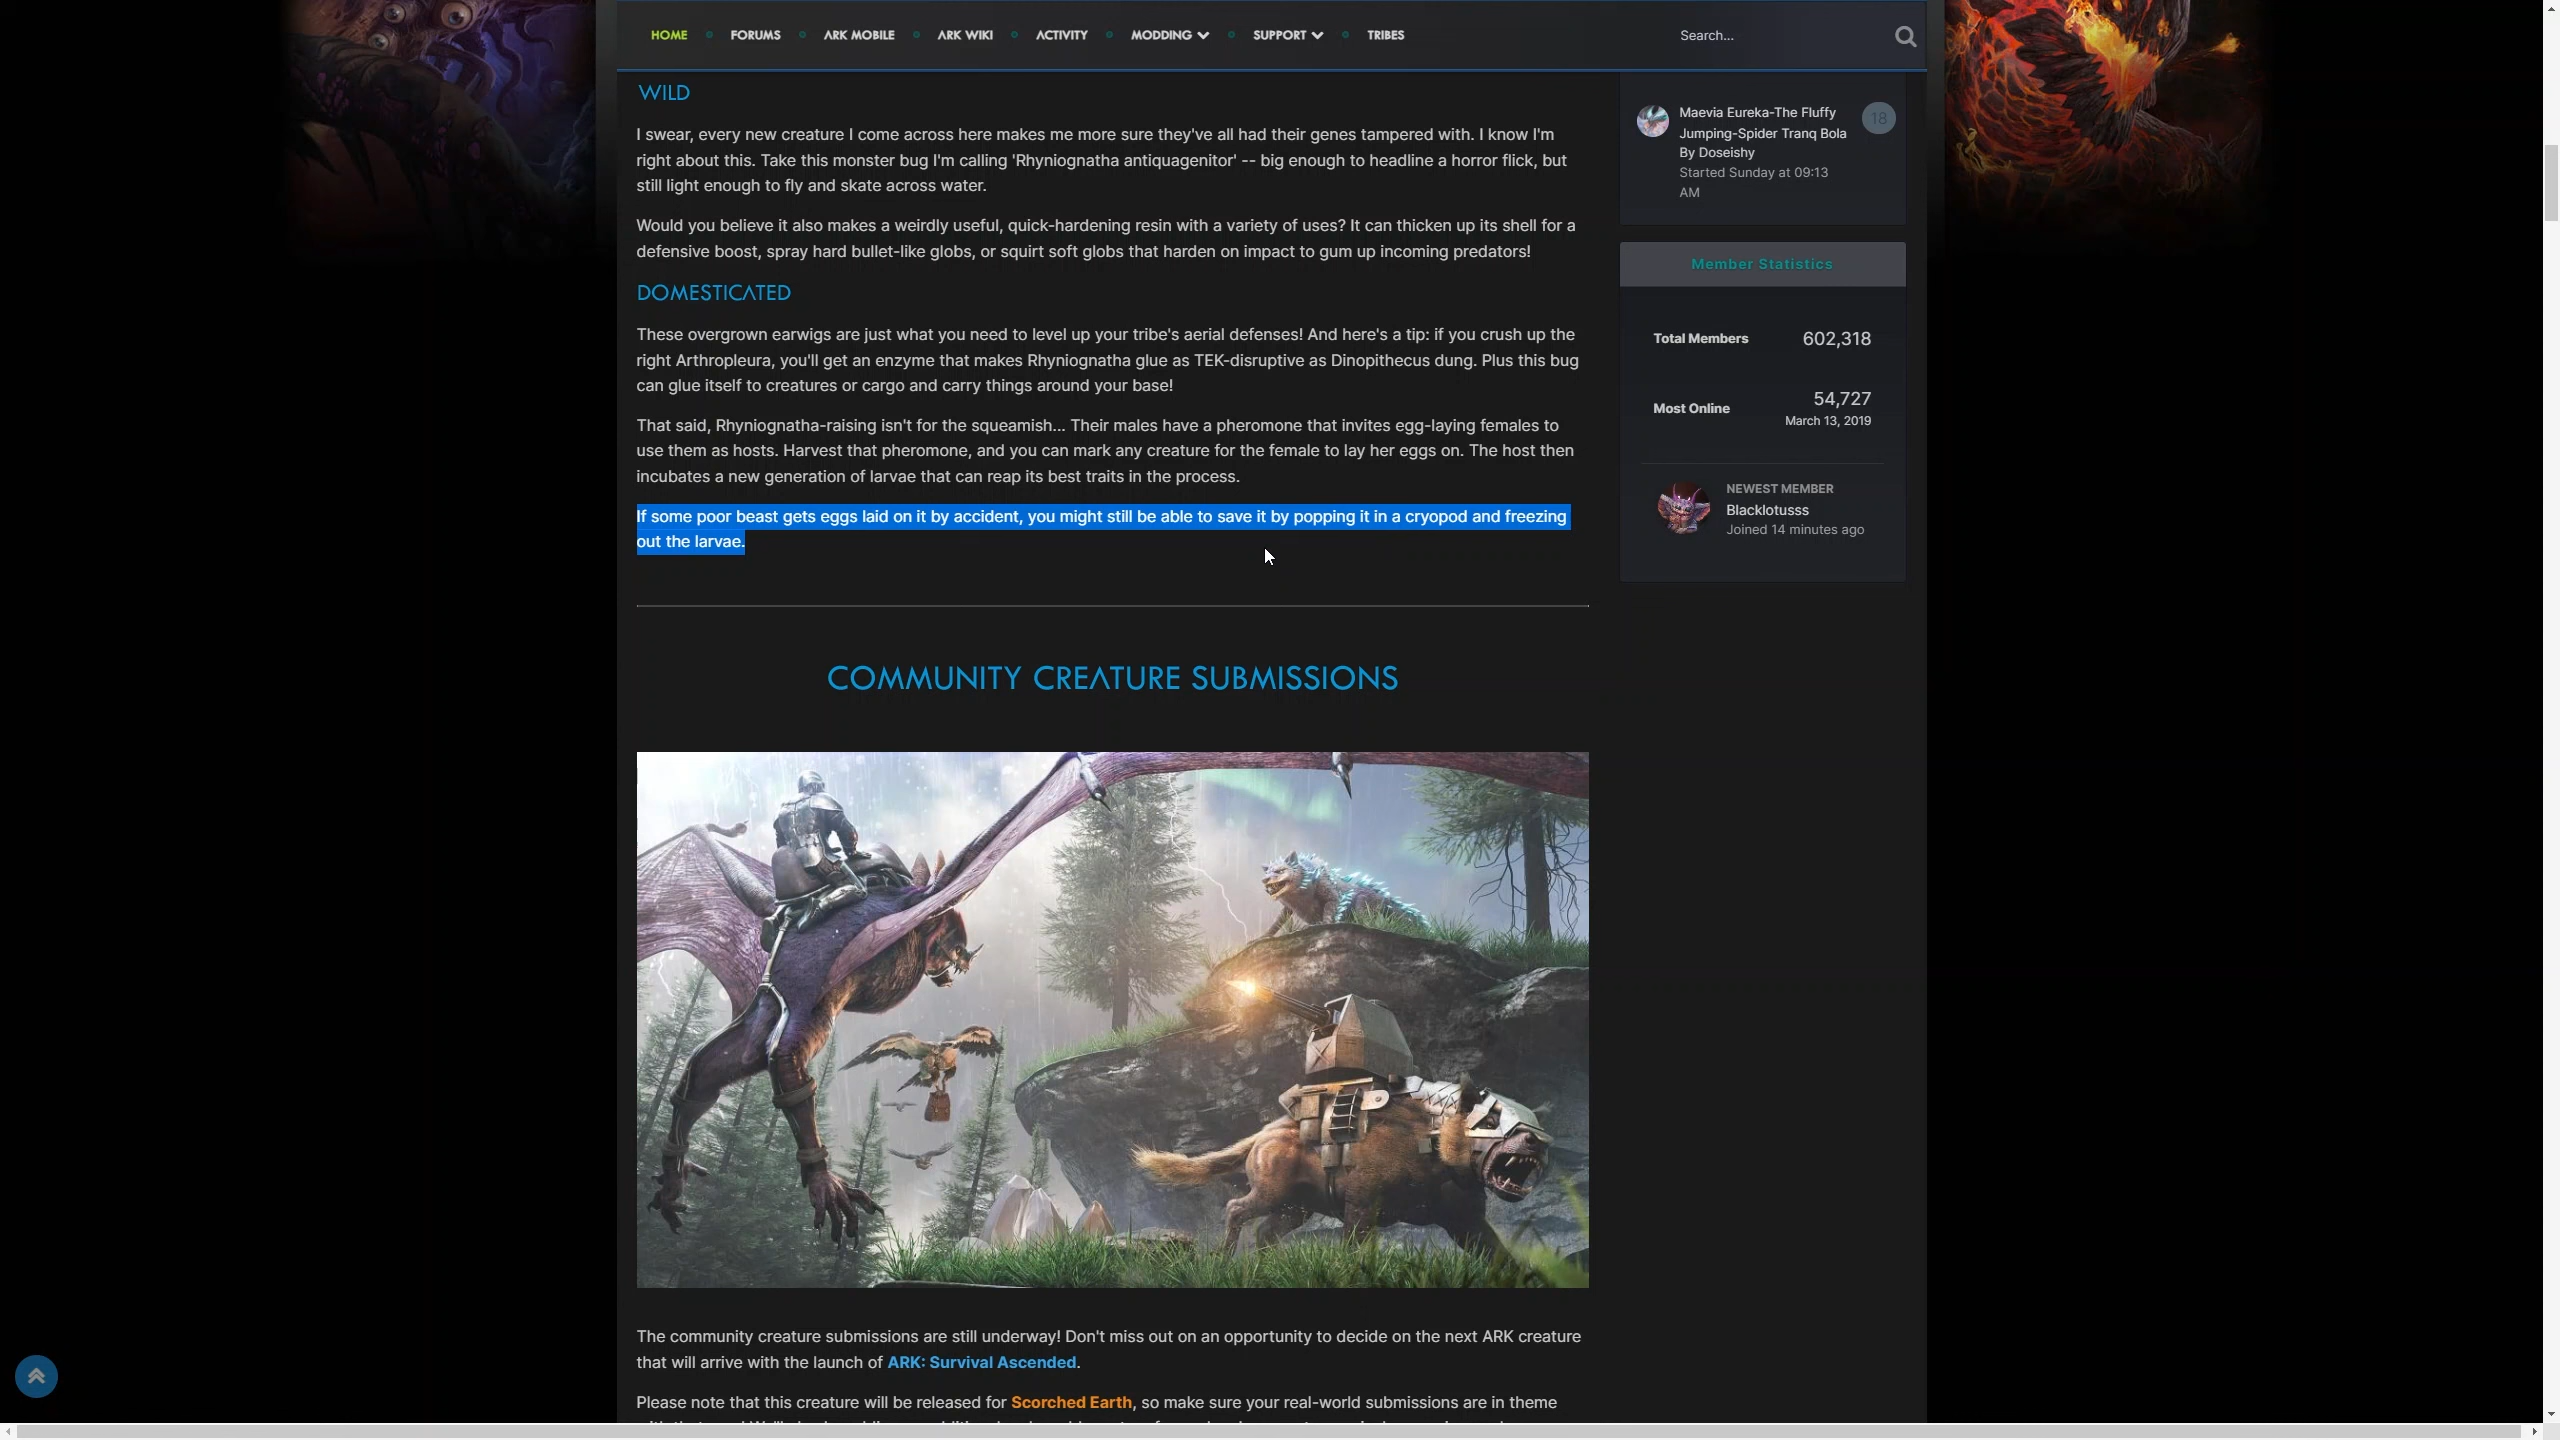 HOME FORUMS ARK MOBILE ARK WIKI ACTIVITY MODDING SUPPORT TRIBES Search...
WILD
I swear, every new creature I come across here makes me more sure they've all had their genes tampered with. I know I'm
right about this. Take this monster bug I'm calling 'Rhyniognatha antiquagenitor' -- big enough to headline a horror flick, but
still light enough to fly and skate across water.
Would you believe it also makes a weirdly useful, quick-hardening resin with a variety of uses? It can thicken up its shell for a
defensive boost, spray hard bullet-like globs, or squirt soft globs that harden on impact to gum up incoming predators!
DOMESTICATED
These overgrown earwigs are just what you need to level up your tribe's aerial defenses! And here's a tip: if you crush up the
right Arthropleura, you'll get an enzyme that makes Rhyniognatha glue as TEK-disruptive as Dinopithecus dung. Plus this bug
can glue itself to creatures or cargo and carry things around your base!
That said, Rhyniognatha-raising isn't for the squeamish... Their males have a pheromone that invites egg-laying females to
use them as hosts. Harvest that pheromone, and you can mark any creature for the female to lay her eggs on. The host then
incubates a new generation of larvae that can reap its best traits in the process.
If some poor beast gets eggs laid on it by accident, you might still be able to save it by popping it in a cryopod and freezing
out the larvae.
COMMUNITY CREATURE SUBMISSIONS
The community creature submissions are still underway! Don't miss out on an opportunity to decide on the next ARK creature
that will arrive with the launch of ARK: Survival Ascended.
Please note that this creature will be released for Scorched Earth, so make sure your real-world submissions are in theme
Maevia Eureka-The Fluffy
Jumping-Spider Tranq Bola
By Doseishy
Started Sunday at 09:13
AM
18
Member Statistics
Total Members 602,318
Most Online 54,727
March 13, 2019
NEWEST MEMBER
Blacklotusss
Joined 14 minutes ago